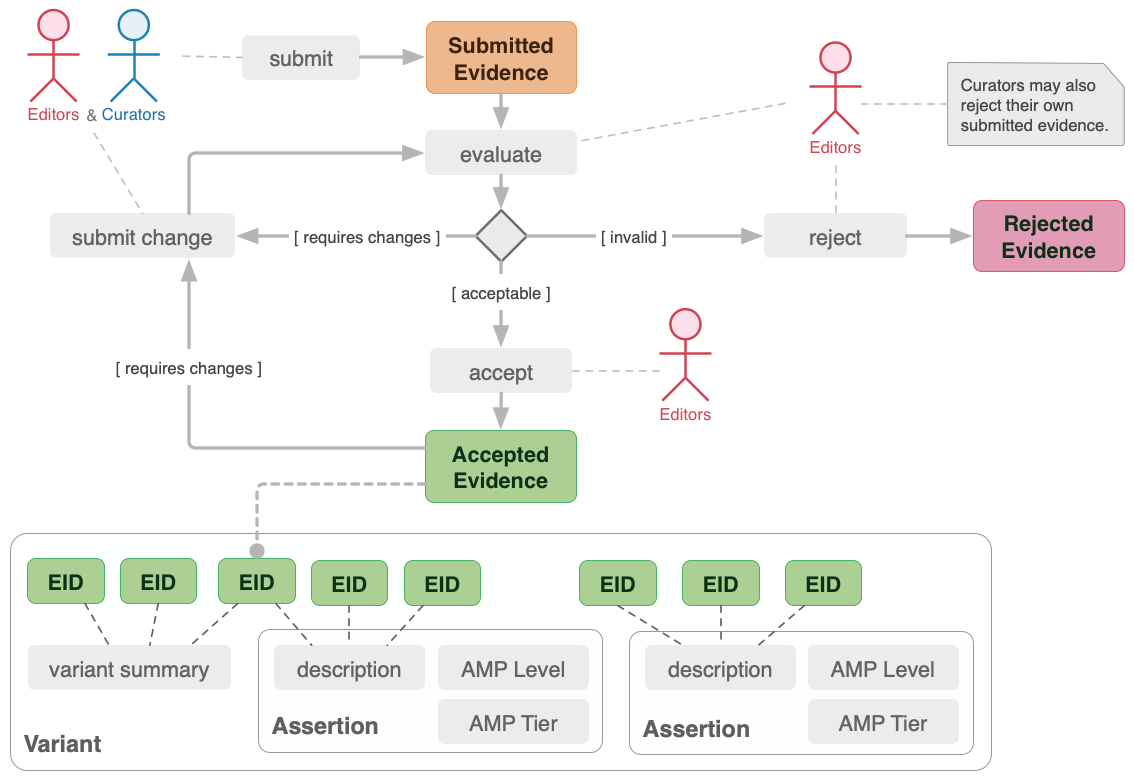 submit
Submitted
Evidence
Editors & Curators
Editors
Curators may also
reject their own
submitted evidence.
evaluate
submit change
[ requires changes ]
[ invalid ]
reject
Rejected
Evidence
[ acceptable ]
[ requires changes ]
accept
Editors
Accepted
Evidence
EID
EID
EID
EID
EID
EID
EID
EID
variant summary
description
AMP Level
description
AMP Level
Assertion
AMP Tier
Assertion
AMP Tier
Variant